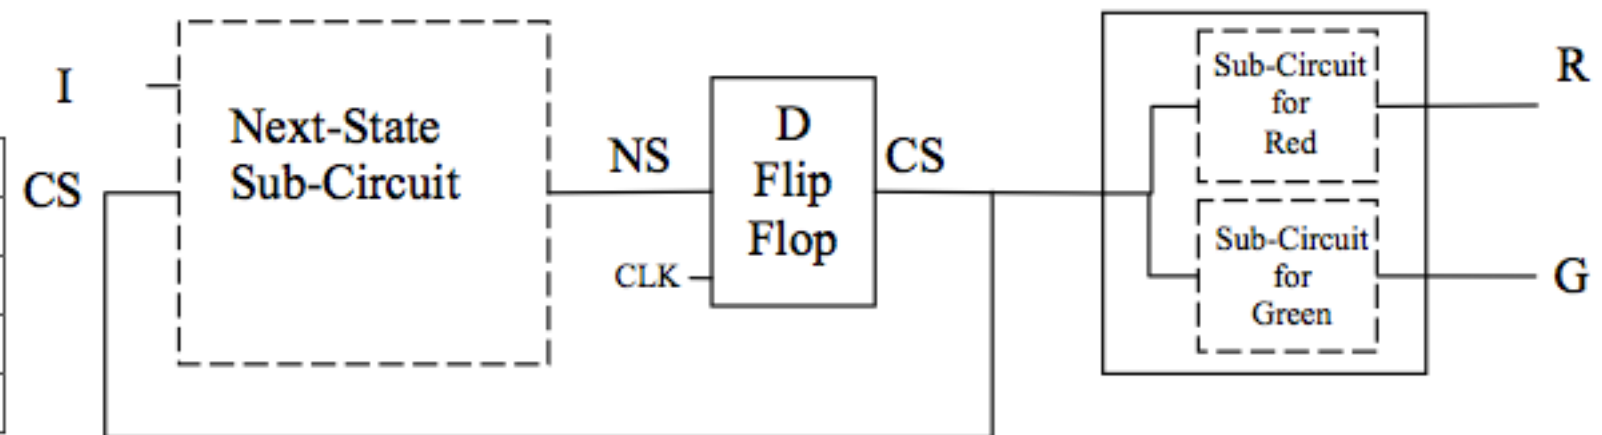 I
CS
Next-State
Sub-Circuit
NS
D
Flip
Flop
CLK
CS
Sub-Circuit
for
Red
Sub-Circuit
for
Green
R
G